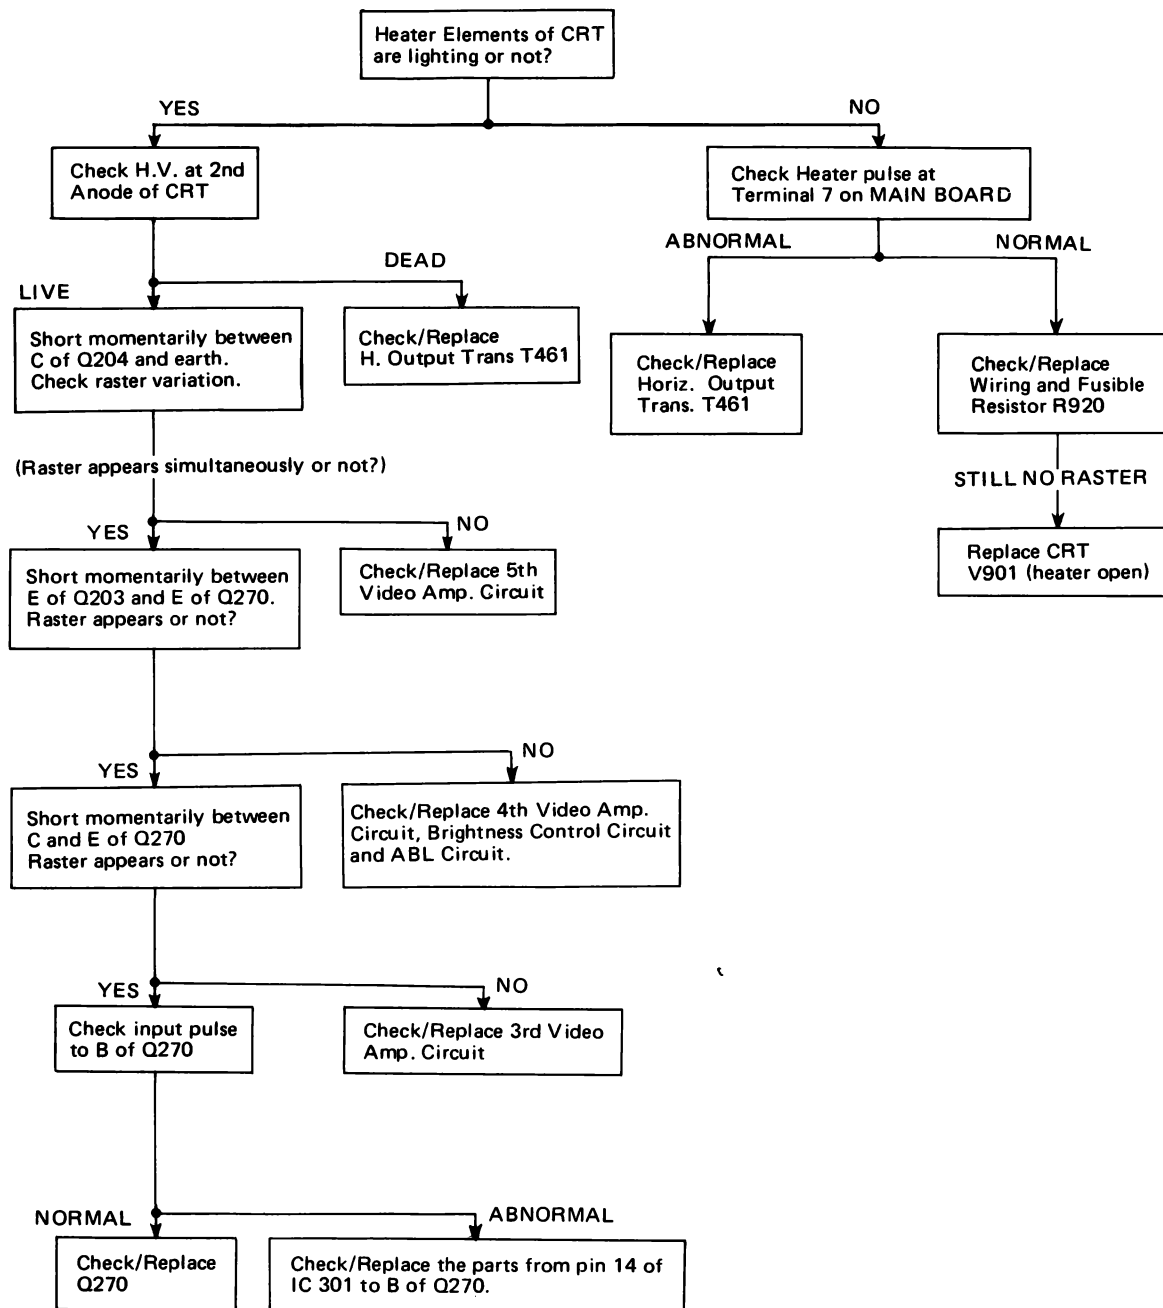 Heater Elements of CRT
are lighting or not?
YES
NO
Check H.V. at 2nd
Anode of CRT
Check Heater pulse at
Terminal 7 on MAIN BOARD
ABNORMAL
NORMAL
DEAD
LIVE
Short momentarily between
C of Q204 and earth.
Check raster variation.
Check/Replace
H. Output Trans T461
Check/Replace
Horiz. Output
Trans. T461
Check/Replace
Wiring and Fusible
Resistor R920
(Raster appears simultaneously or not?)
STILL NO RASTER
YES
NO
Short momentarily between
E of Q203 and E of Q270.
Raster appears or not?
Check/Replace 5th
Video Amp. Circuit
Replace CRT
V901 (heater open)
YES
NO
Short momentarily between
C and E of Q270
Raster appears or not?
Check/Replace 4th Video Amp.
Circuit, Brightness Control Circuit
and ABL Circuit.
YES
NO
Check input pulse
to B of Q270
Check/Replace 3rd Video
Amp. Circuit
NORMAL
ABNORMAL
Check/Replace
Q270
Check/Replace the parts from pin 14 of
IC 301 to B of Q270.